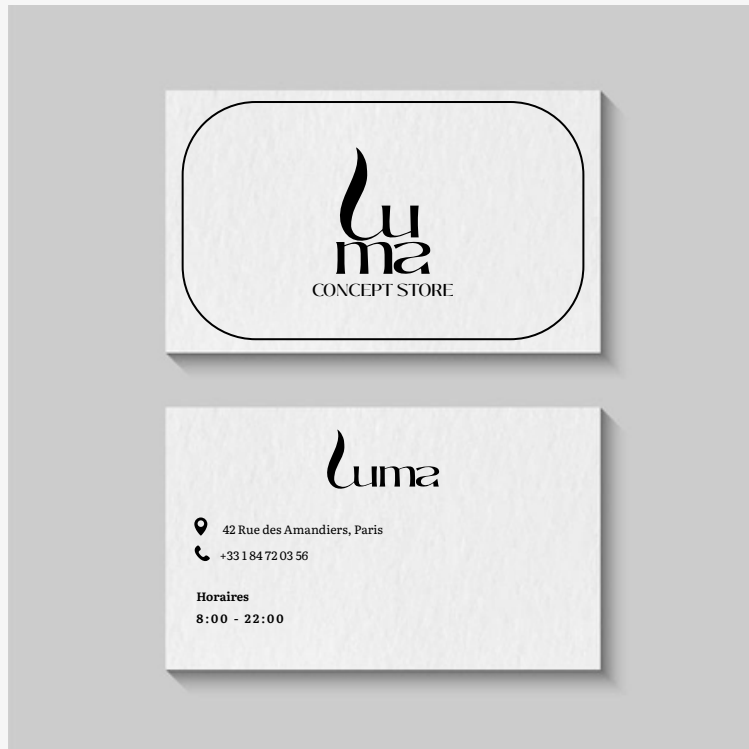 Luma
CONCEPT STORE
Luma
42 Rue des Amandiers, Paris
+33 1 84 72 03 56
Horaires
8:00 - 22:00